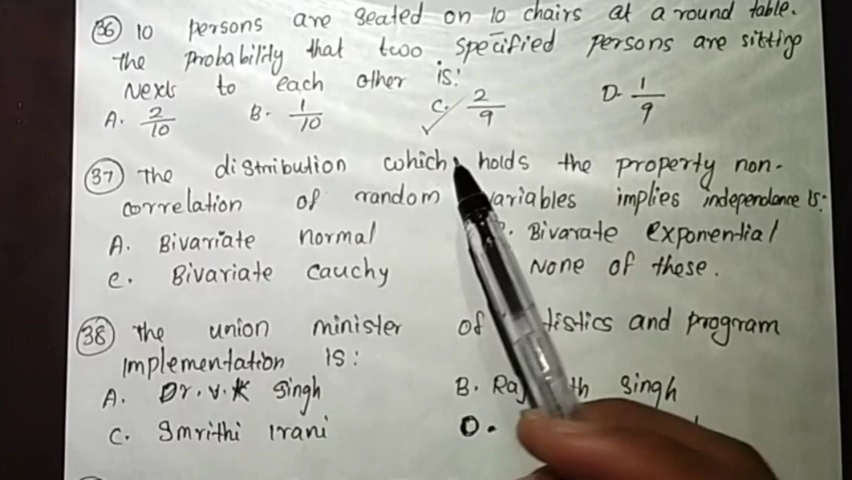 36 10 persons are seated on 10 chairs at a round table.
the probability that two specified persons are sitting
Nexts to each other is:
A. 2/10 B. 1/10 C. 2/9 D. 1/9
37 The distribution which holds the property non-
correlation of random variables implies independance is:
A. Bivariate normal B. Bivarate exponential
C. Bivariate cauchy None of these.
38 The union minister of and program
implementation is:
A. Dr. V. K Singh B. Singh
C. Smrithi Irani D.